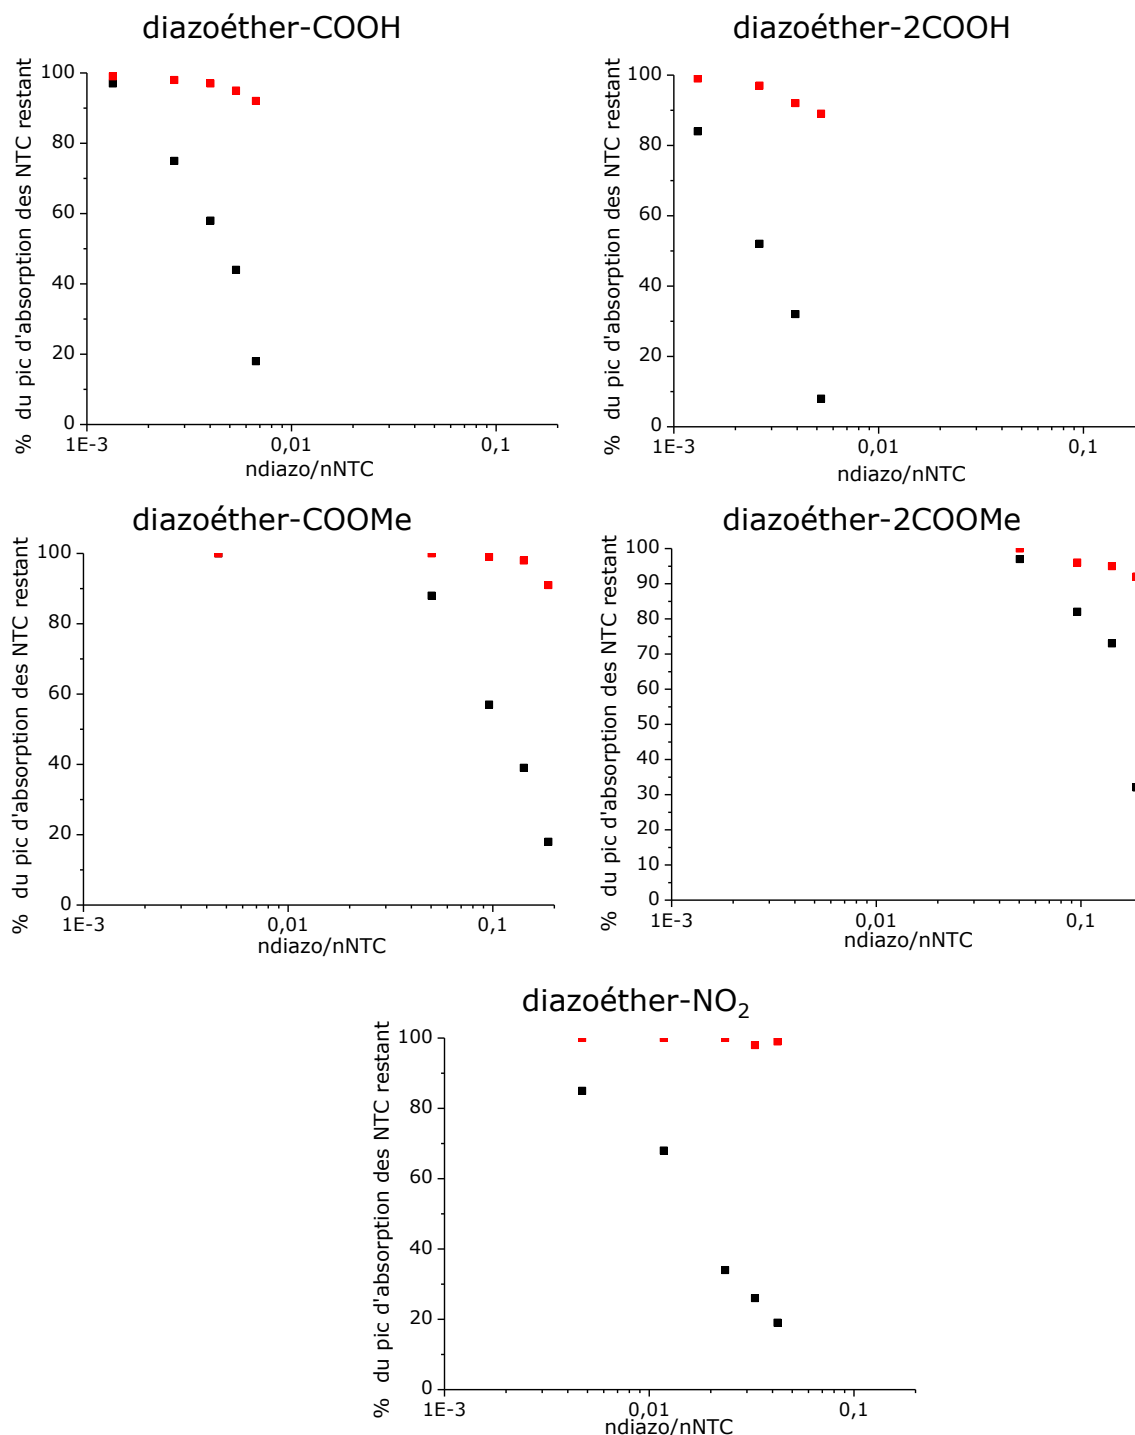 diazoéther-COOH
% du pic d'absorption des NTC restant
100
80
60
40
20
0
1E-3
0,01
0,1
ndiazo/nNTC
diazoéther-2COOH
% du pic d'absorption des NTC restant
100
80
60
40
20
0
1E-3
0,01
0,1
ndiazo/nNTC
diazoéther-COOMe
% du pic d'absorption des NTC restant
100
80
60
40
20
0
1E-3
0,01
0,1
ndiazo/nNTC
diazoéther-2COOMe
% du pic d'absorption des NTC restant
100
90
80
70
60
50
40
30
20
10
0
1E-3
0,01
0,1
ndiazo/nNTC
diazoéther-NO₂
% du pic d'absorption des NTC restant
100
80
60
40
20
0
1E-3
0,01
0,1
ndiazo/nNTC